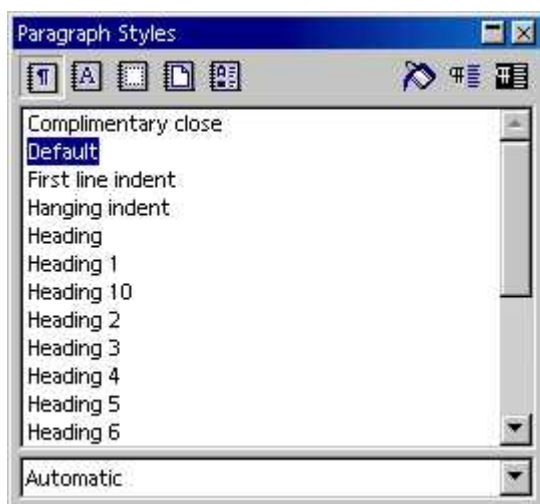 Paragraph Styles
Complimentary close
Default
First line indent
Hanging indent
Heading
Heading 1
Heading 10
Heading 2
Heading 3
Heading 4
Heading 5
Heading 6
Automatic